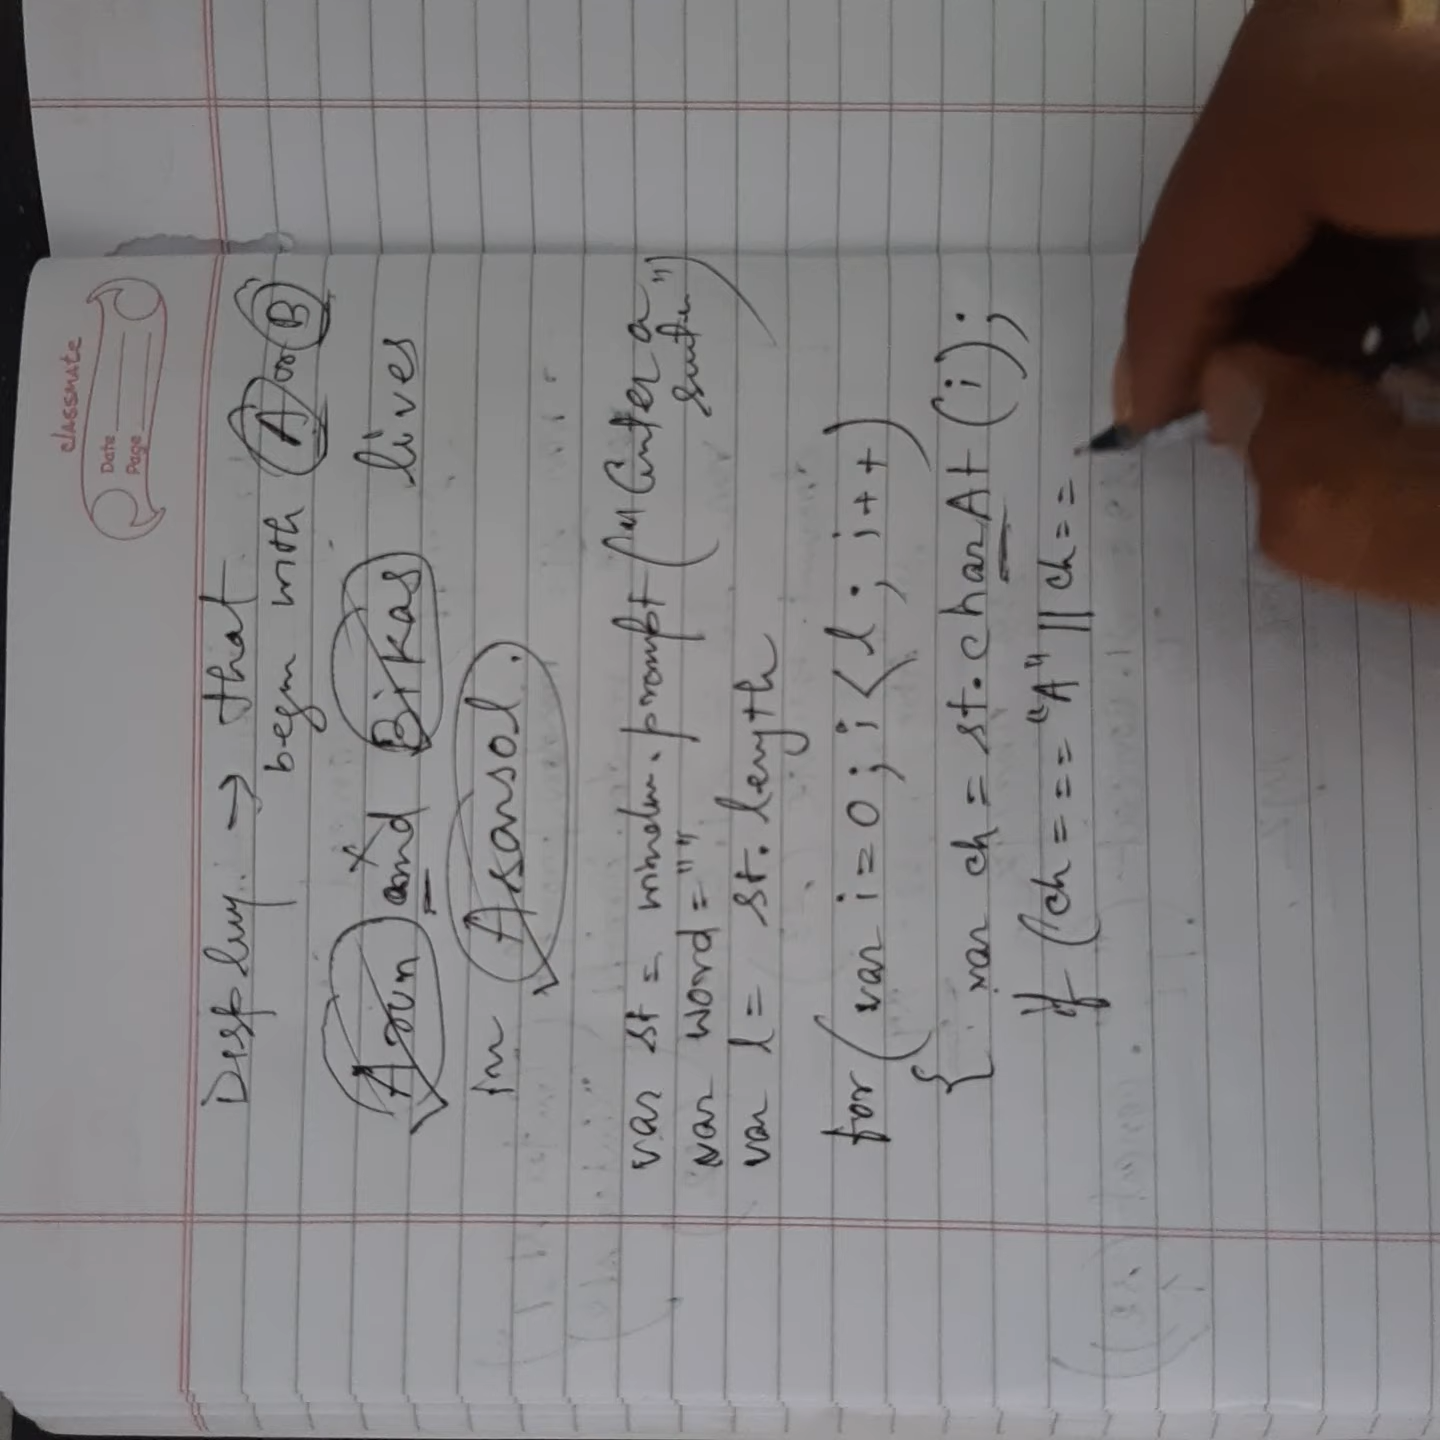 classmate
Date
Page
Display → that
begin with "A" or "B"
Arun and Bikas lives
in Asansol.
var st = window.prompt("Enter a
sente")
var word = ""
var l = st.length
for (var i=0; i<l; i++)
{ var ch = st.charAt(i);
if (ch === "A" || ch ==